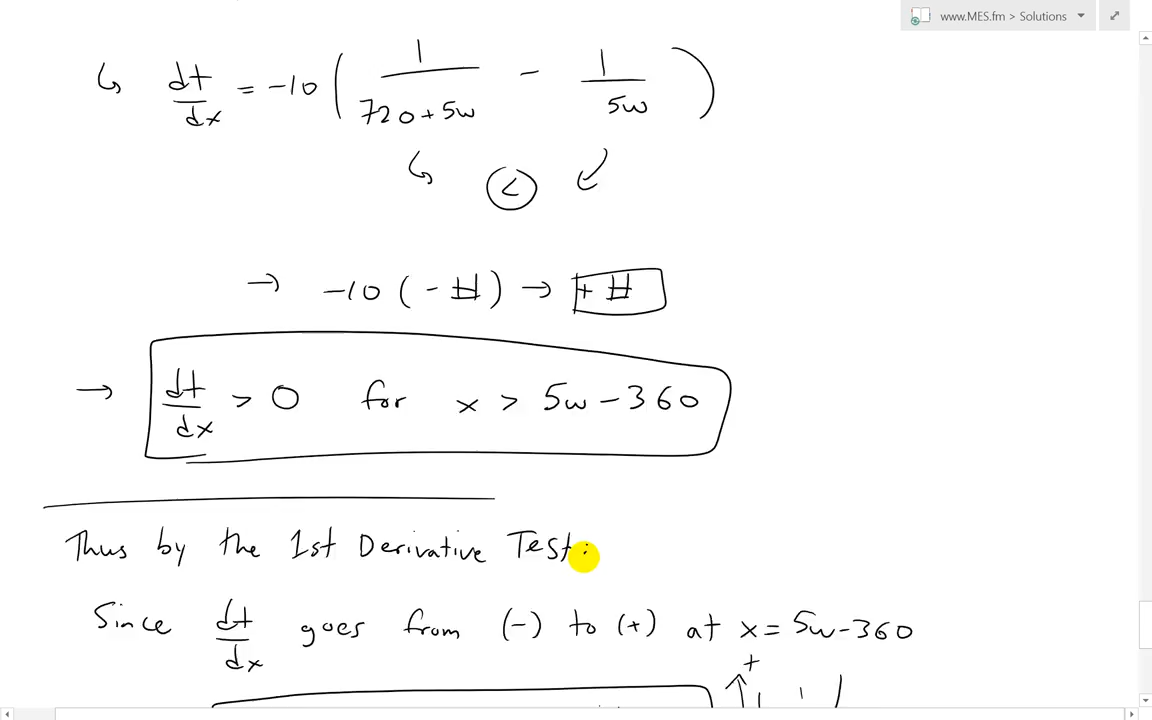 www.MES.fm > Solutions
↳ dt/dx = -10 ( 1/(720+5w) - 1/(5w) )
↳ < ↙
→ -10 ( - # ) → + #
→ dt/dx > 0 for x > 5w - 360
Thus by the 1st Derivative Test:
Since dt/dx goes from (-) to (+) at x = 5w - 360
+